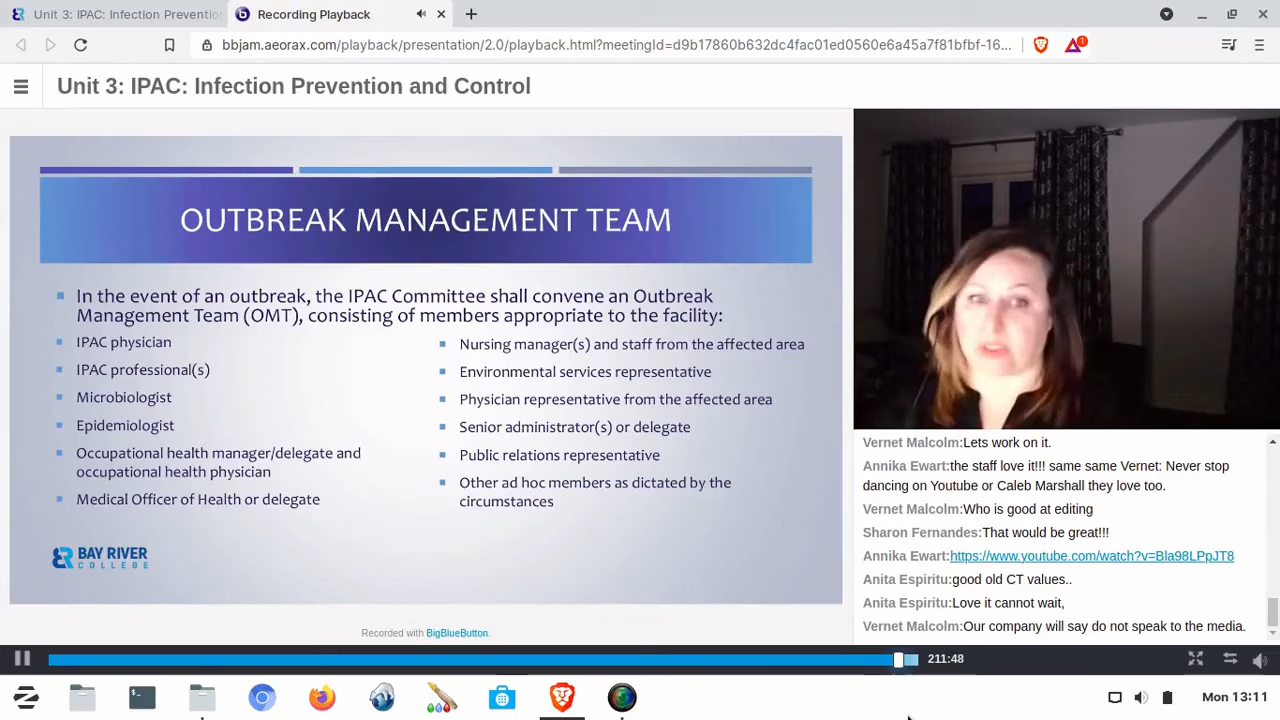 Unit 3: IPAC: Infection Preventio
Recording Playback
bbjam.aeorax.com/playback/presentation/2.0/playback.html?meetingId=d9b17860b632dc4fac01ed0560e6a45a7f81bfbf-16...
1
Unit 3: IPAC: Infection Prevention and Control
OUTBREAK MANAGEMENT TEAM
In the event of an outbreak, the IPAC Committee shall convene an Outbreak
Management Team (OMT), consisting of members appropriate to the facility:
IPAC physician
IPAC professional(s)
Microbiologist
Epidemiologist
Occupational health manager/delegate and
occupational health physician
Medical Officer of Health or delegate
Nursing manager(s) and staff from the affected area
Environmental services representative
Physician representative from the affected area
Senior administrator(s) or delegate
Public relations representative
Other ad hoc members as dictated by the
circumstances
BAY RIVER
COLLEGE
Recorded with BigBlueButton.
Vernet Malcolm:Lets work on it.
Annika Ewart:the staff love it!!! same same Vernet: Never stop
dancing on Youtube or Caleb Marshall they love too.
Vernet Malcolm:Who is good at editing
Sharon Fernandes:That would be great!!!
Annika Ewart:https://www.youtube.com/watch?v=Bla98LPpJT8
Anita Espiritu:good old CT values..
Anita Espiritu:Love it cannot wait,
Vernet Malcolm:Our company will say do not speak to the media.
211:48
Mon 13:11